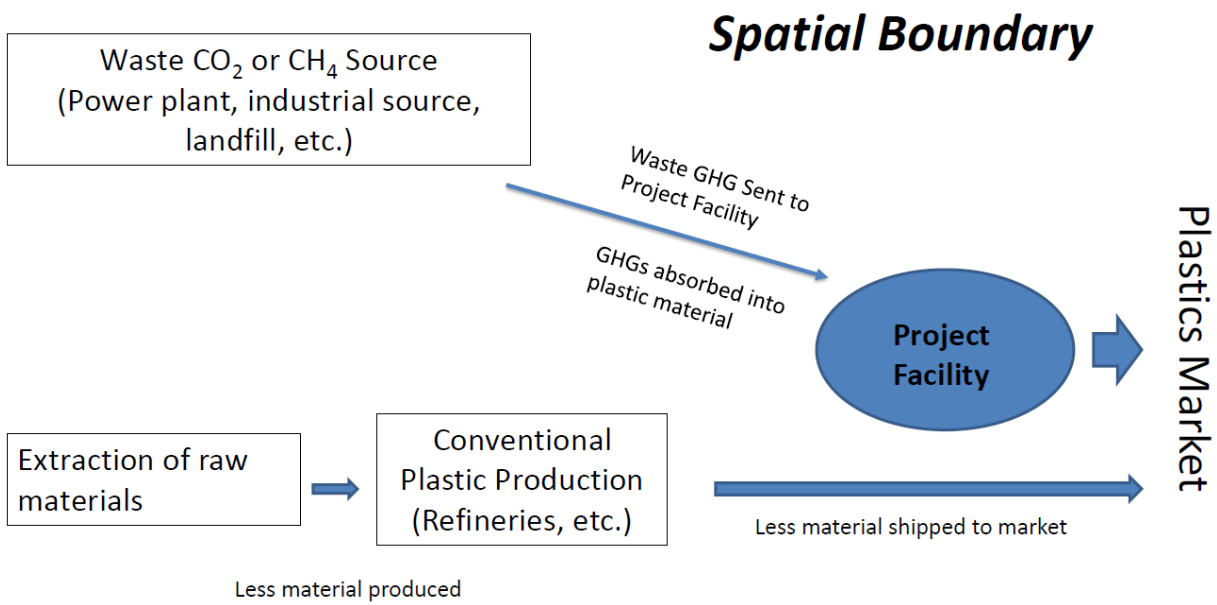 Spatial Boundary
Waste CO₂ or CH₄ Source
(Power plant, industrial source,
landfill, etc.)
Waste GHG Sent to
Project Facility
GHGs absorbed into
plastic material
Project
Facility
Plastics Market
Extraction of raw
materials
Conventional
Plastic Production
(Refineries, etc.)
Less material shipped to market
Less material produced